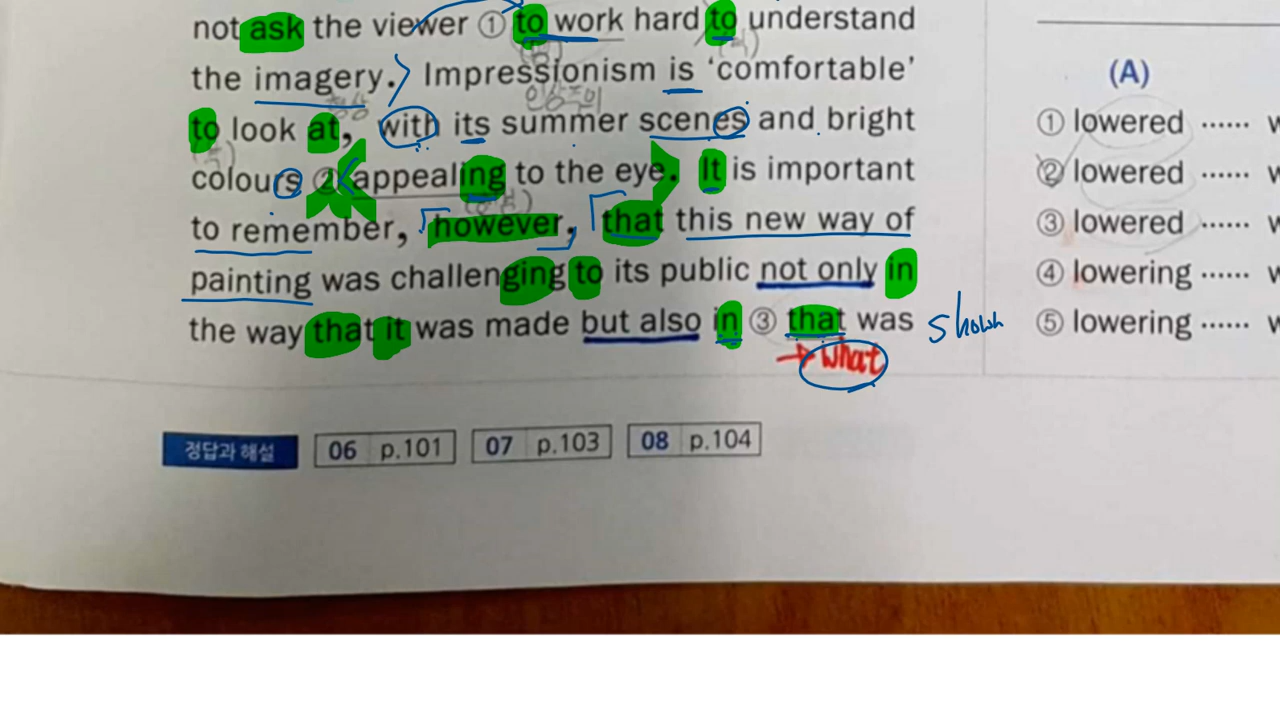 not ask the viewer ① to work hard to understand
the imagery. Impressionism is ‘comfortable’
인상주의
to look at, with its summer scenes and bright
colours ② appealing to the eye. It is important
to remember, however, that this new way of
painting was challenging to its public not only in
the way that it was made but also in ③ that was shown
→ what
정답과 해설 06 p.101 07 p.103 08 p.104
(A)
① lowered ······ w
② lowered ······ w
③ lowered ······ w
④ lowering ······ w
⑤ lowering ······ w